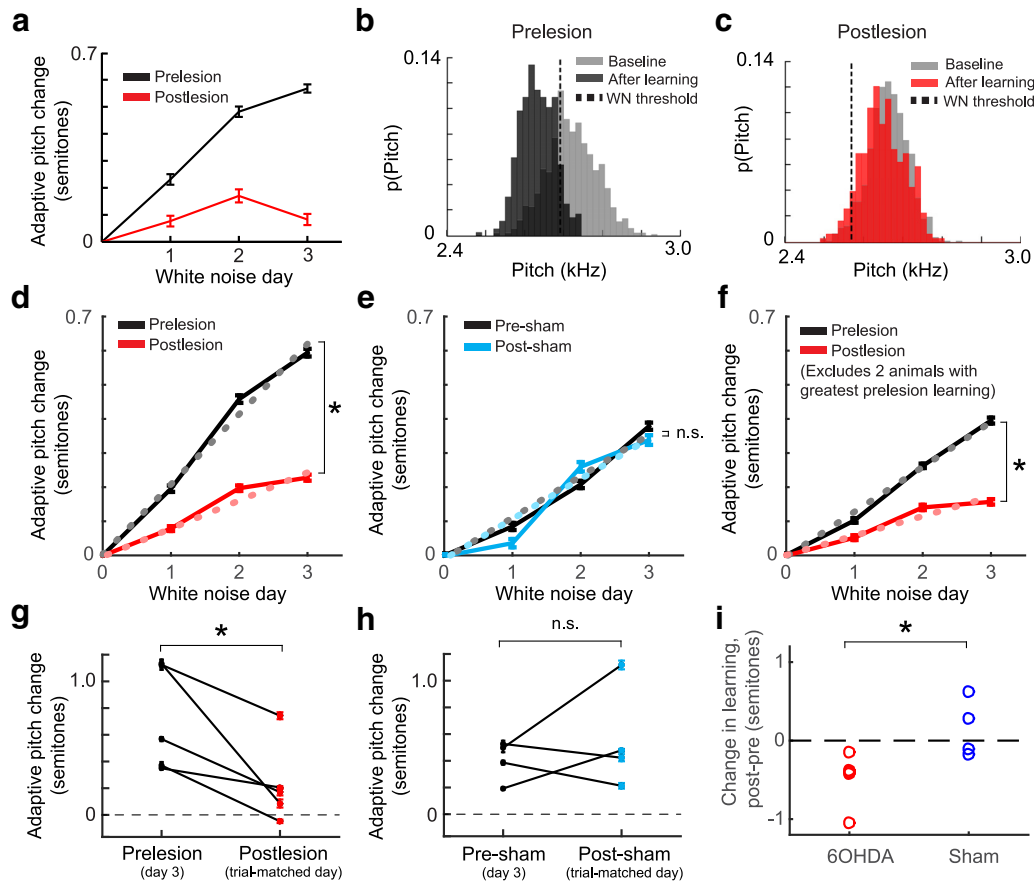 a
0.7
Adaptive pitch change
(semitones)
Prelesion
Postlesion
0
1
2
3
White noise day
b
Prelesion
0.14
Baseline
After learning
WN threshold
p(Pitch)
0
2.4
3.0
Pitch (kHz)
c
Postlesion
0.14
Baseline
After learning
WN threshold
p(Pitch)
0
2.4
3.0
Pitch (kHz)
d
0.7
Adaptive pitch change
(semitones)
Prelesion
Postlesion
*
0
0
1
2
3
White noise day
e
0.7
Adaptive pitch change
(semitones)
Pre-sham
Post-sham
n.s.
0
0
1
2
3
White noise day
f
0.7
Adaptive pitch change
(semitones)
Prelesion
Postlesion
(Excludes 2 animals with
greatest prelesion learning)
*
0
0
1
2
3
White noise day
g
*
Adaptive pitch change
(semitones)
1.0
0
Prelesion
(day 3)
Postlesion
(trial-matched day)
h
n.s.
Adaptive pitch change
(semitones)
1.0
0
Pre-sham
(day 3)
Post-sham
(trial-matched day)
i
*
Change in learning,
post-pre (semitones)
1
0
-1
6OHDA
Sham